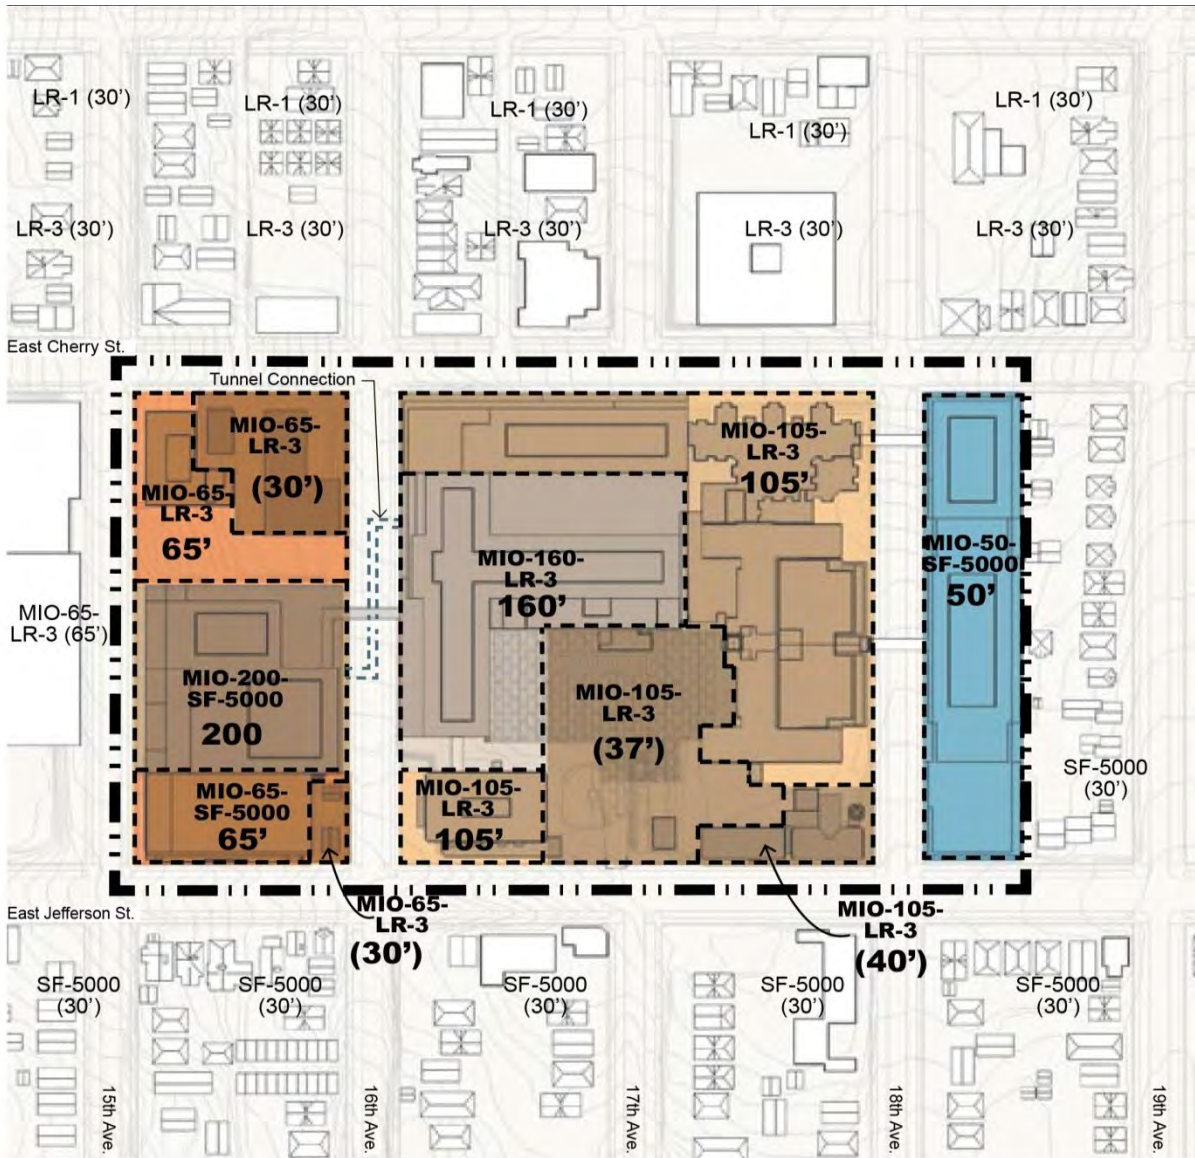 LR-1 (30')
LR-1 (30')
LR-1 (30')
LR-1 (30')
LR-1 (30')
LR-3 (30')
LR-3 (30')
LR-3 (30')
LR-3 (30')
LR-3 (30')
East Cherry St.
Tunnel Connection
MIO-65-
LR-3
(30')
MIO-65-
LR-3
65'
MIO-105-
LR-3
105'
MIO-160-
LR-3
160'
MIO-50-
SF-5000
50'
MIO-65-
LR-3 (65')
MIO-200-
SF-5000
200
MIO-105-
LR-3
(37')
MIO-65-
SF-5000
65'
MIO-105-
LR-3
105'
SF-5000
(30')
East Jefferson St.
MIO-65-
LR-3
(30')
MIO-105-
LR-3
(40')
SF-5000
(30')
SF-5000
(30')
SF-5000
(30')
SF-5000
(30')
SF-5000
(30')
15th Ave.
16th Ave.
17th Ave.
18th Ave.
19th Ave.